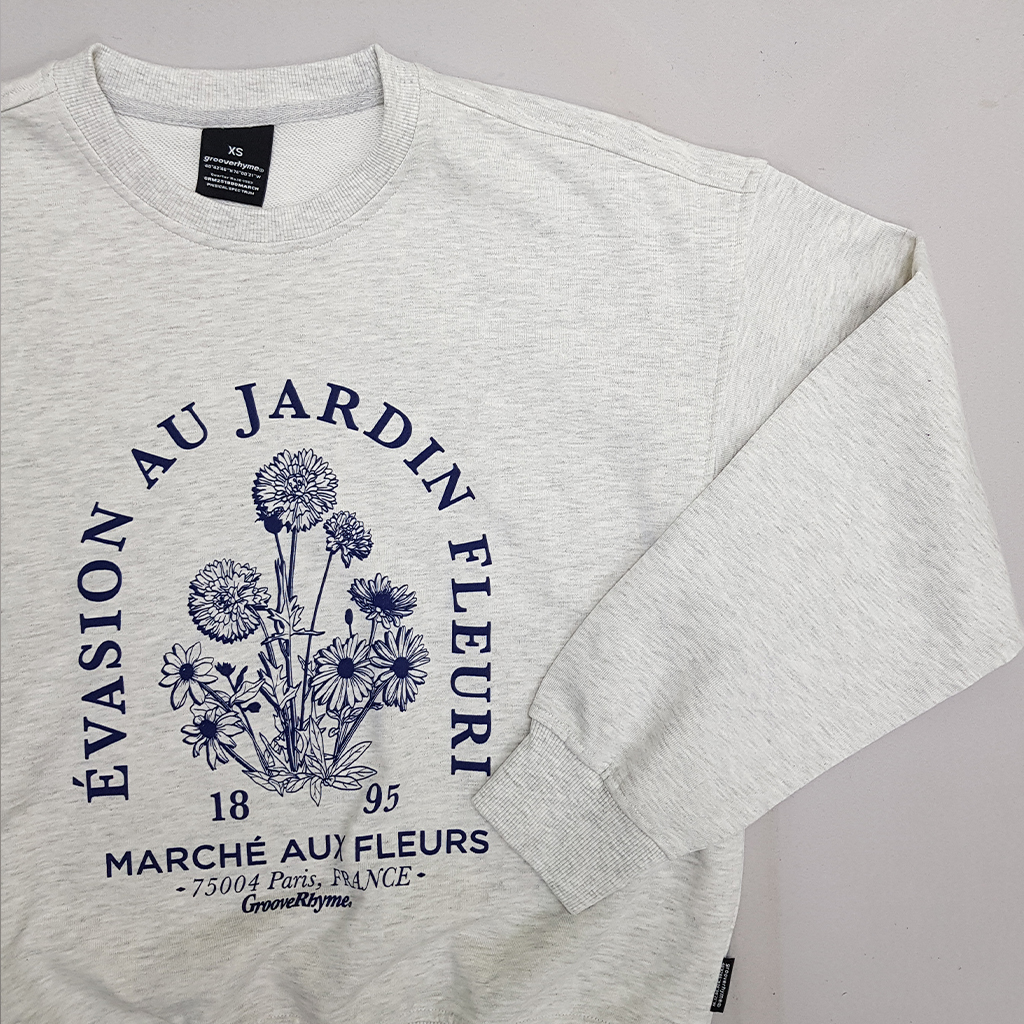 XS
grooverhyme®
ÉVASION AU JARDIN FLEURI
18 95
MARCHÉ AUX FLEURS
-75004 Paris, FRANCE-
GrooveRhyme.